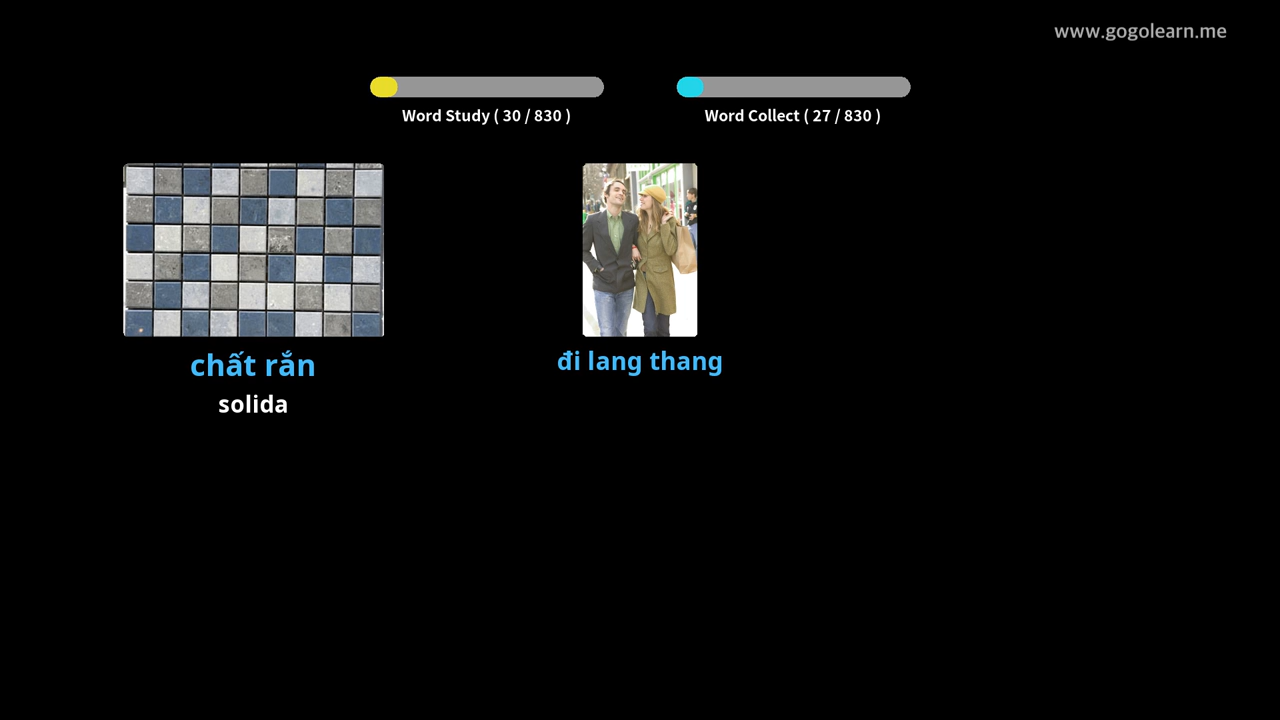 www.gogolearn.me
Word Study ( 30 / 830 )
Word Collect ( 27 / 830 )
chất rắn
solida
đi lang thang